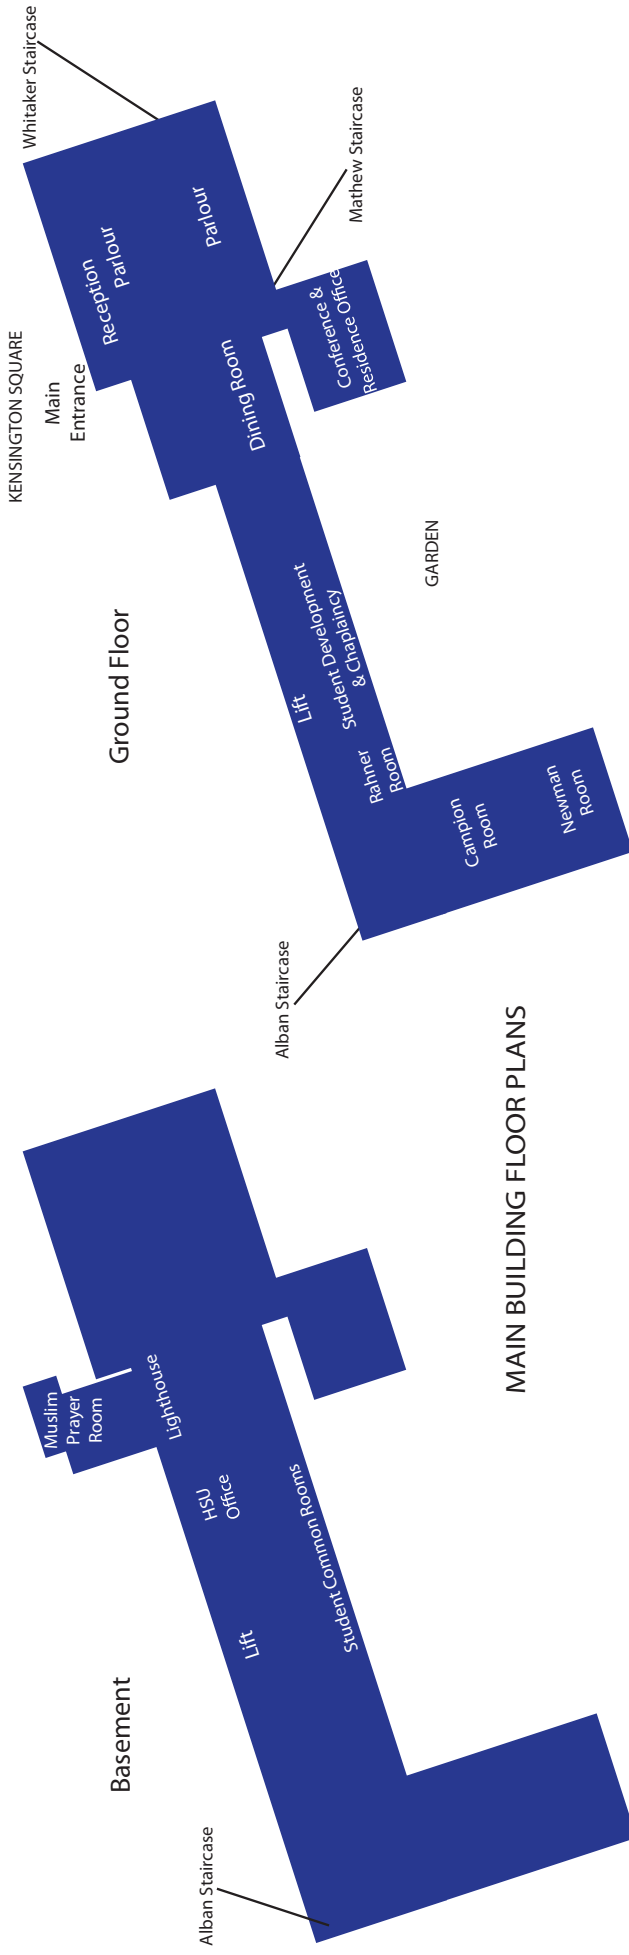 MAIN BUILDING FLOOR PLANS
Basement
Alban Staircase
Lift
Student Common Rooms
HSU
Office
Lighthouse
Muslim
Prayer
Room
Ground Floor
Alban Staircase
Lift
Rahner
Room
Campion
Room
Newman
Room
Student Development
& Chaplaincy
GARDEN
Dining Room
Conference &
Residence Office
KENSINGTON SQUARE
Main
Entrance
Reception
Parlour
Parlour
Whitaker Staircase
Mathew Staircase